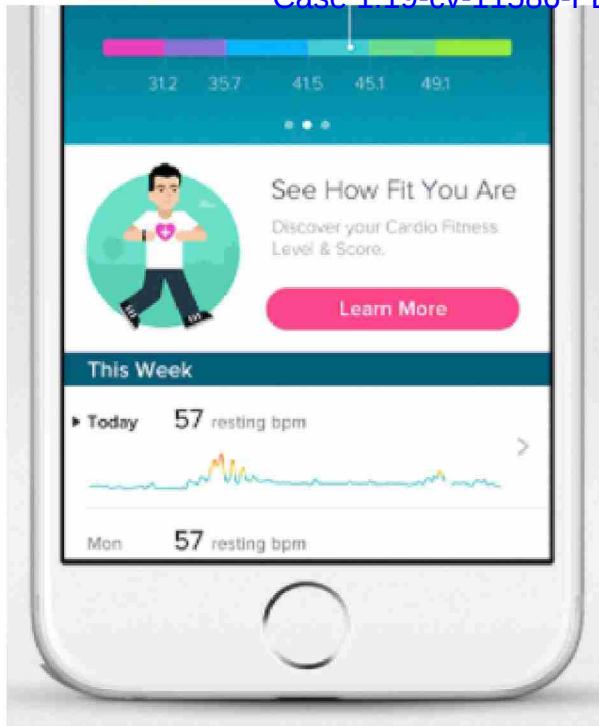 31.2 35.7 41.5 45.1 49.1
See How Fit You Are
Discover your Cardio Fitness
Level & Score.
Learn More
This Week
Today 57 resting bpm
Mon 57 resting bpm